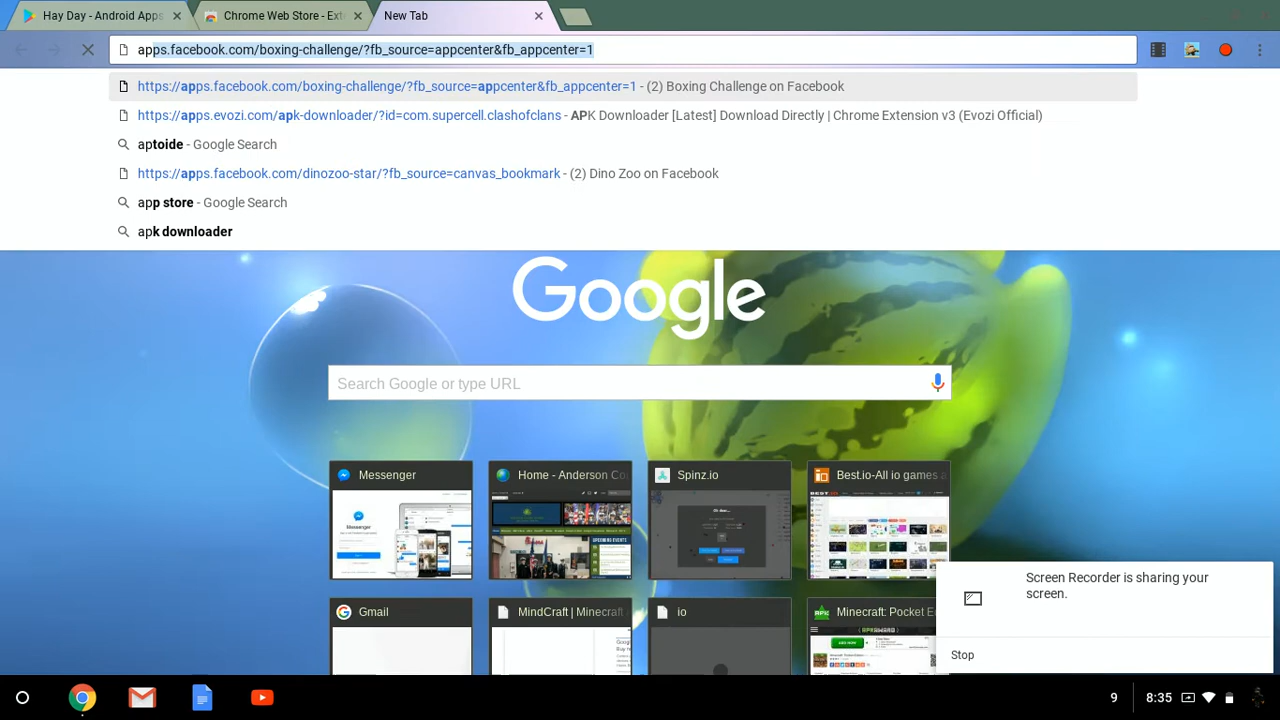 Hay Day - Android Apps
Chrome Web Store - Exte
New Tab
apps.facebook.com/boxing-challenge/?fb_source=appcenter&fb_appcenter=1
https://apps.facebook.com/boxing-challenge/?fb_source=appcenter&fb_appcenter=1 - (2) Boxing Challenge on Facebook
https://apps.evozi.com/apk-downloader/?id=com.supercell.clashofclans - APK Downloader [Latest] Download Directly | Chrome Extension v3 (Evozi Official)
aptoide - Google Search
https://apps.facebook.com/dinozoo-star/?fb_source=canvas_bookmark - (2) Dino Zoo on Facebook
app store - Google Search
apk downloader
Google
Search Google or type URL
Messenger
Home - Anderson Co
Spinz.io
Best.io-All io games a
Gmail
MindCraft | Minecraft
io
Minecraft: Pocket E
Screen Recorder is sharing your
screen.
Stop
9
8:35